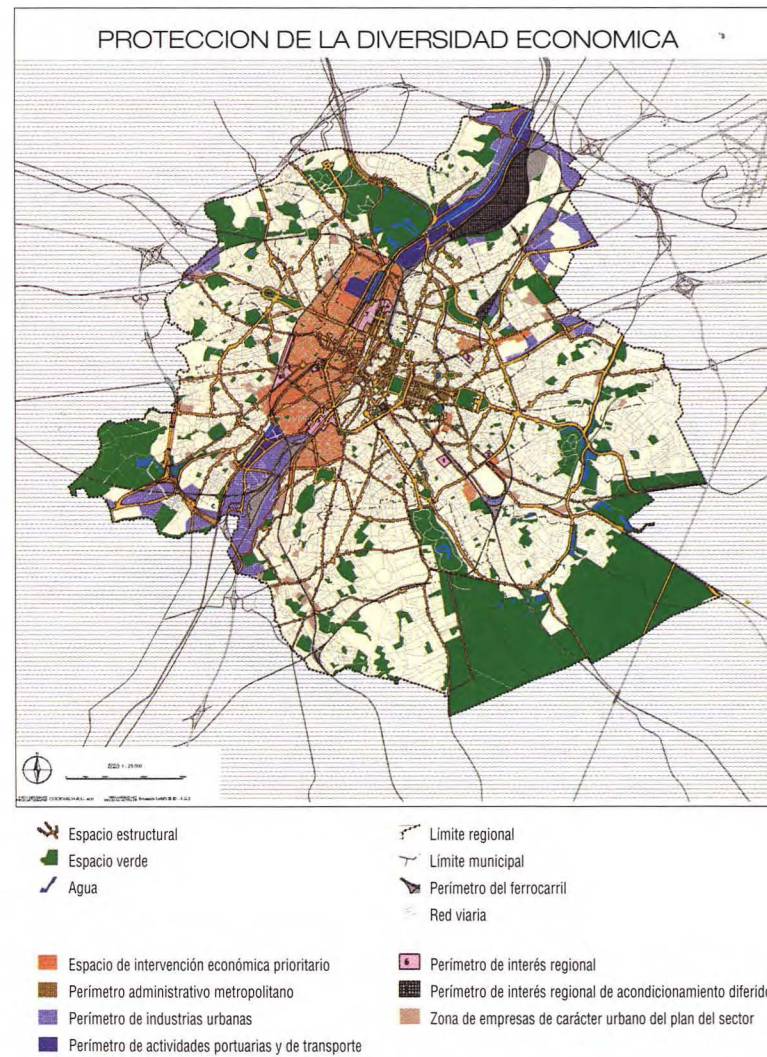 PROTECCION DE LA DIVERSIDAD ECONOMICA
Espacio estructural
Espacio verde
Agua
Límite regional
Límite municipal
Perímetro del ferrocarril
Red viaria
Espacio de intervención económica prioritario
Perímetro administrativo metropolitano
Perímetro de industrias urbanas
Perímetro de actividades portuarias y de transporte
6 Perímetro de interés regional
Perímetro de interés regional de acondicionamiento diferido
Zona de empresas de carácter urbano del plan del sector